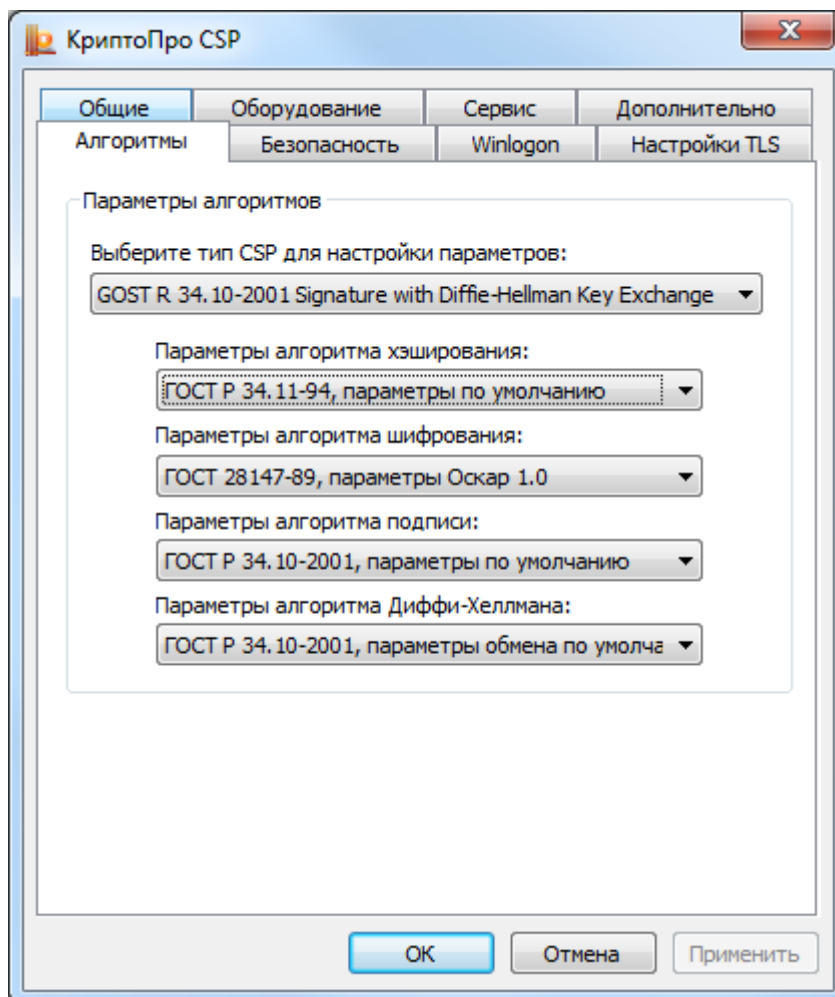 КриптоПро CSP
Общие
Оборудование
Сервис
Дополнительно
Алгоритмы
Безопасность
Winlogon
Настройки TLS
Параметры алгоритмов
Выберите тип CSP для настройки параметров:
GOST R 34.10-2001 Signature with Diffie-Hellman Key Exchange
Параметры алгоритма хэширования:
ГОСТ Р 34.11-94, параметры по умолчанию
Параметры алгоритма шифрования:
ГОСТ 28147-89, параметры Оскар 1.0
Параметры алгоритма подписи:
ГОСТ Р 34.10-2001, параметры по умолчанию
Параметры алгоритма Диффи-Хеллмана:
ГОСТ Р 34.10-2001, параметры обмена по умолча
ОК
Отмена
Применить